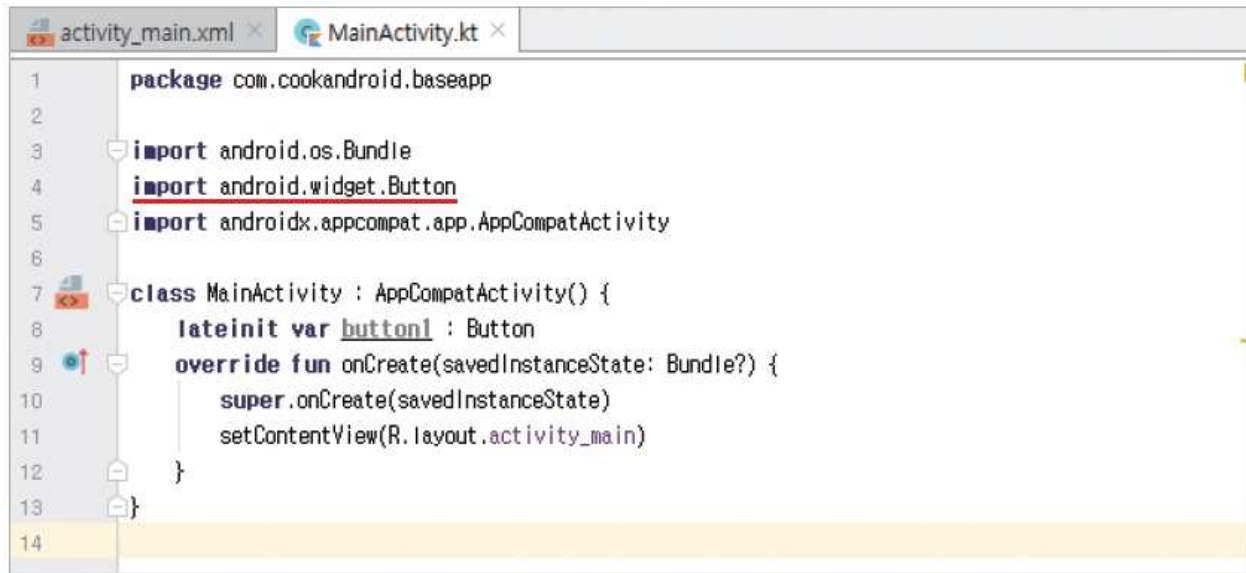 activity_main.xml MainActivity.kt
1 package com.cookandroid.baseapp
2
3 import android.os.Bundle
4 import android.widget.Button
5 import androidx.appcompat.app.AppCompatActivity
6
7 class MainActivity : AppCompatActivity() {
8 lateinit var button1 : Button
9 override fun onCreate(savedInstanceState: Bundle?) {
10 super.onCreate(savedInstanceState)
11 setContentView(R.layout.activity_main)
12 }
13 }
14